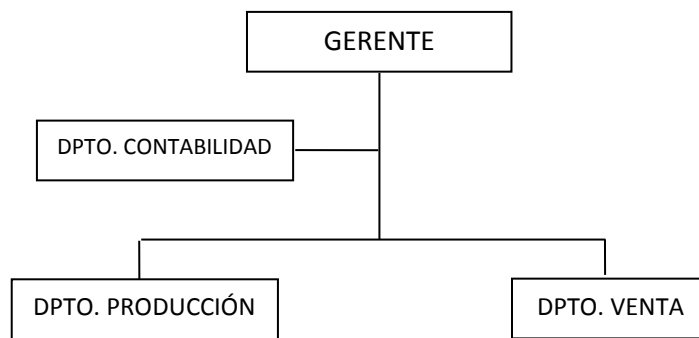 GERENTE
DPTO. CONTABILIDAD
DPTO. PRODUCCIÓN
DPTO. VENTA